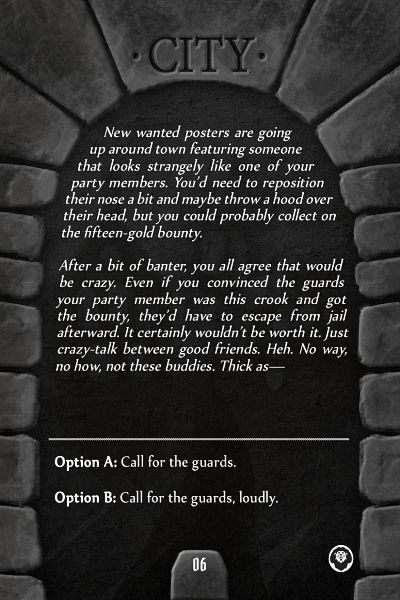 · CITY ·
New wanted posters are going
up around town featuring someone
that looks strangely like one of your
party members. You'd need to reposition
their nose a bit and maybe throw a hood over
their head, but you could probably collect on
the fifteen-gold bounty.
After a bit of banter, you all agree that would
be crazy. Even if you convinced the guards
your party member was this crook and got
the bounty, they'd have to escape from jail
afterward. It certainly wouldn't be worth it. Just
crazy-talk between good friends. Heh. No way,
no how, not these buddies. Thick as—
Option A: Call for the guards.
Option B: Call for the guards, loudly.
06